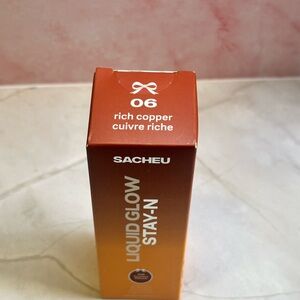 06
rich copper
cuivre riche
SACHEU
LIQUID GLOW
STAY-N